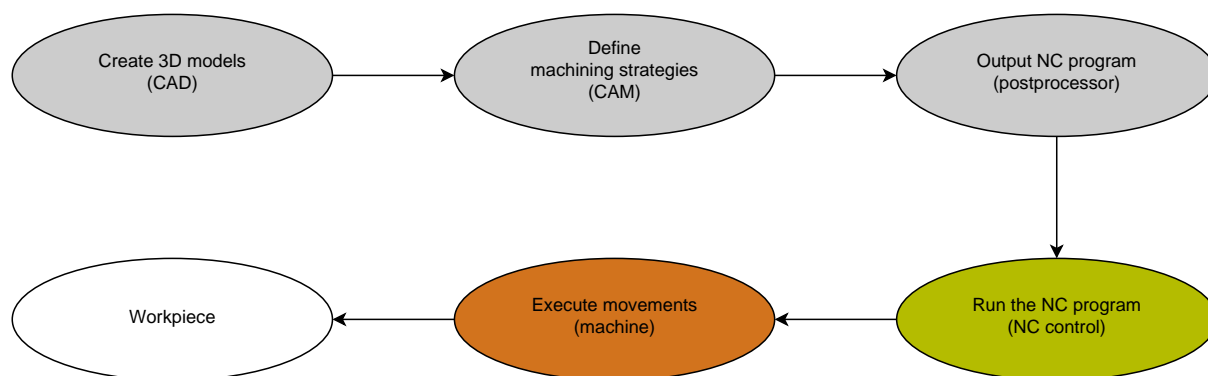 Create 3D models
(CAD)
Define
machining strategies
(CAM)
Output NC program
(postprocessor)
Workpiece
Execute movements
(machine)
Run the NC program
(NC control)